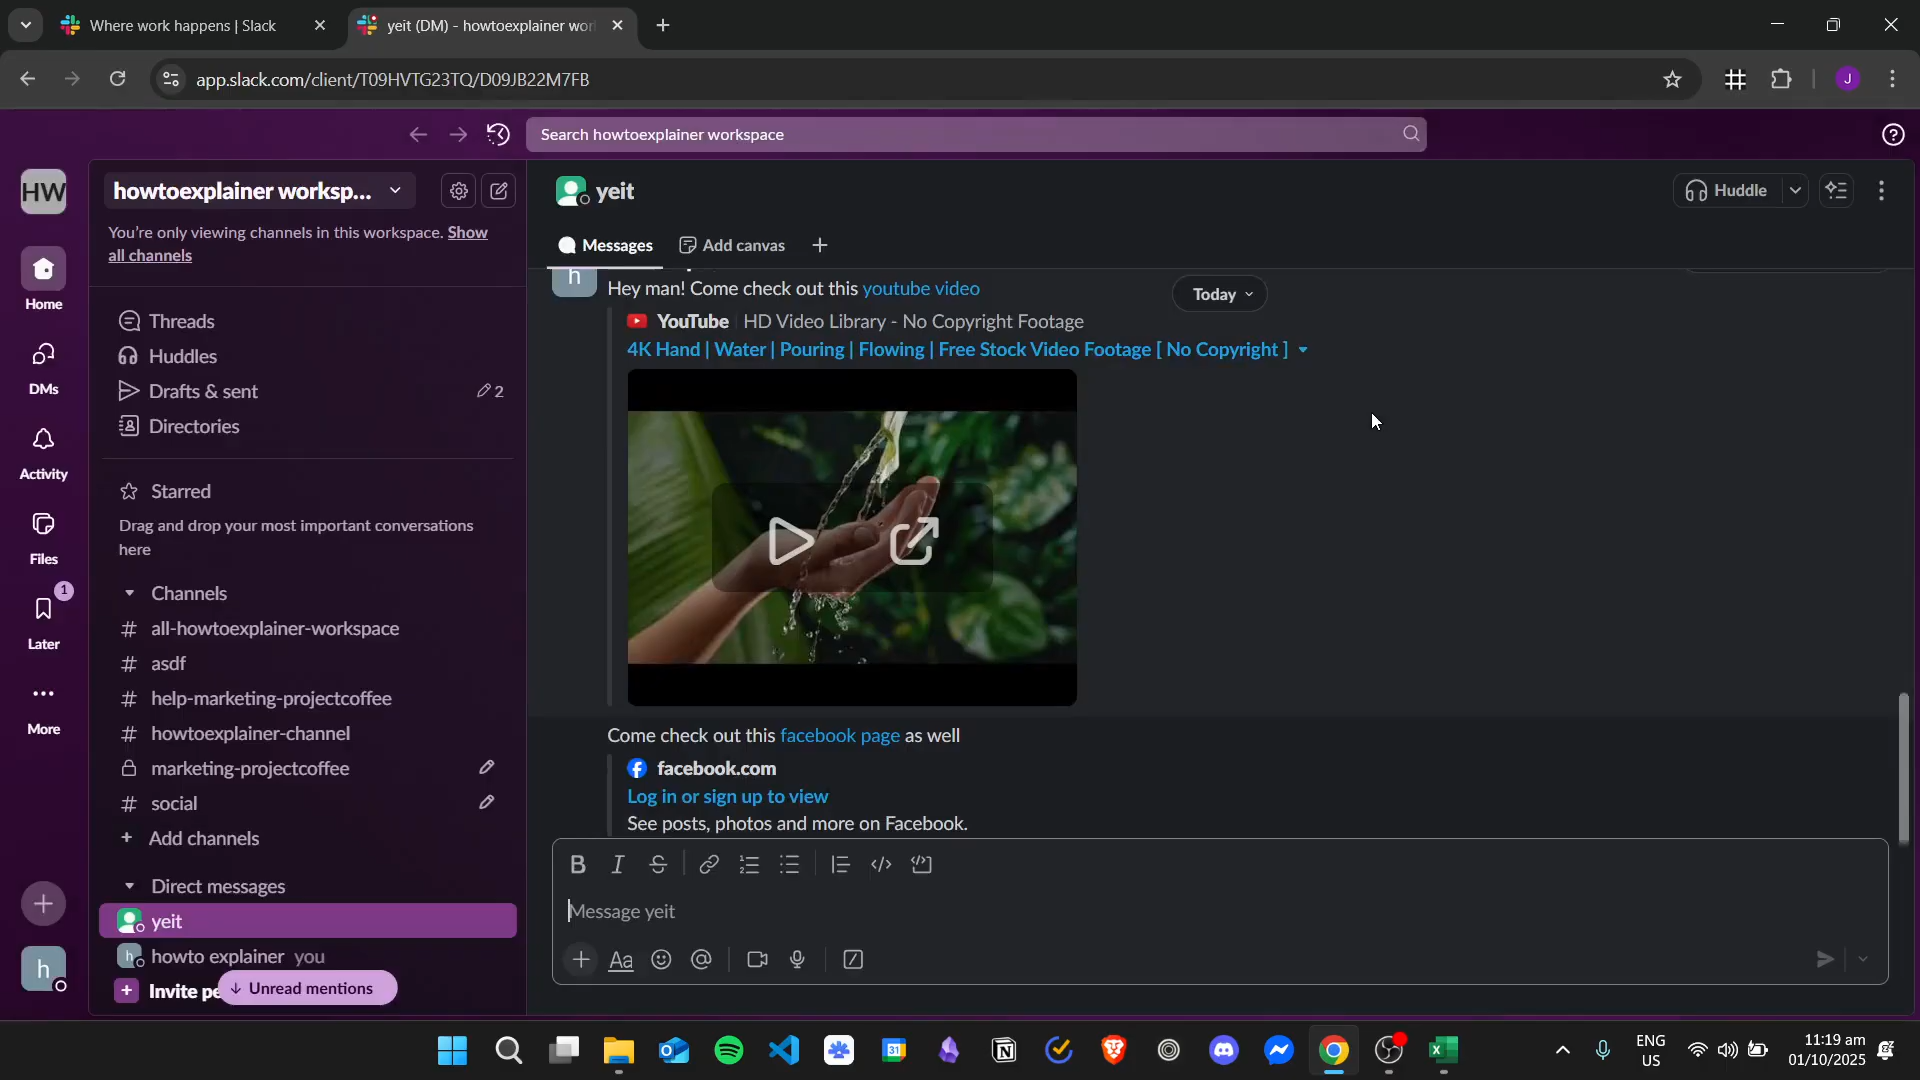 Where work happens | Slack
yeit (DM) - howtoexplainer wor
app.slack.com/client/T09HVTG23TQ/D09JB22M7FB
J
Search howtoexplainer workspace
HW
howtoexplainer worksp...
You're only viewing channels in this workspace. Show
all channels
Home
DMs
Activity
Files
1
Later
More
h
Threads
Huddles
Drafts & sent
2
Directories
Starred
Drag and drop your most important conversations
here
Channels
# all-howtoexplainer-workspace
# asdf
# help-marketing-projectcoffee
# howtoexplainer-channel
marketing-projectcoffee
# social
+ Add channels
Direct messages
yeit
h howto explainer you
Invite pe
Unread mentions
yeit
Huddle
Messages
Add canvas
h
Hey man! Come check out this youtube video
Today
YouTube HD Video Library - No Copyright Footage
4K Hand | Water | Pouring | Flowing | Free Stock Video Footage [ No Copyright ]
Come check out this facebook page as well
facebook.com
Log in or sign up to view
See posts, photos and more on Facebook.
B I S
Message yeit
Aa
ENG
US
11:19 am
01/10/2025